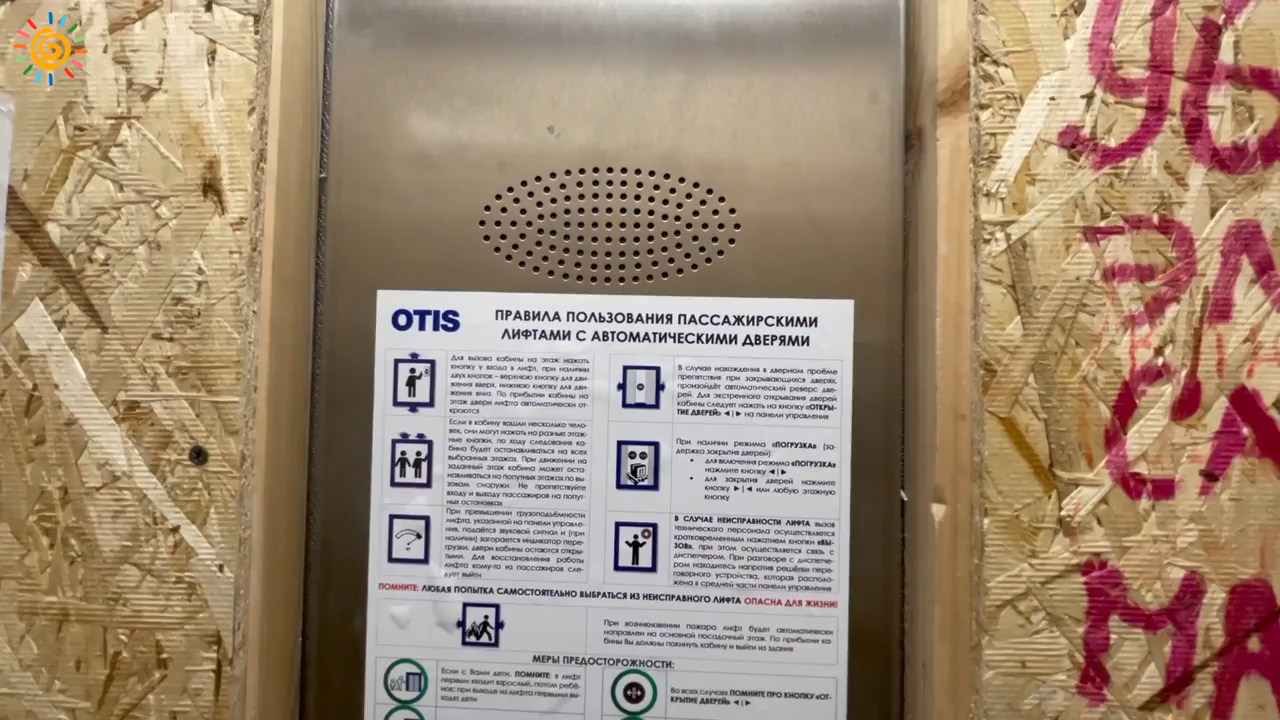 OTIS
ПРАВИЛА ПОЛЬЗОВАНИЯ ПАССАЖИРСКИМИ
ЛИФТАМИ С АВТОМАТИЧЕСКИМИ ДВЕРЯМИ
Для вызова кабины на этаж нажать
кнопку у входа в лифт, при наличии
двух кнопок – верхнюю кнопку для дви-
жения вверх, нижнюю кнопку для дви-
жения вниз. По прибытии кабины на
этаж двери лифта автоматически от-
кроются
Если в кабину вошли несколько чело-
век, они могут нажать на разные этаж-
ные кнопки, по ходу следования ка-
бина будет останавливаться на всех
выбранных этажах. При движении на
заданный этаж кабина может оста-
навливаться на попутных этажах по вы-
зовам снаружи. Не препятствуйте
входу и выходу пассажиров на попут-
ных остановках
При превышении грузоподъёмности
лифта, указанной на панели управле-
ния, подаётся звуковой сигнал и (при
наличии) загорается индикатор пере-
грузки, двери кабины остаются откры-
тыми. Для восстановления работы
лифта кому-то из пассажиров сле-
дует выйти
В случае нахождения в дверном проёме
препятствия при закрывающихся дверях,
произойдёт автоматический реверс две-
рей. Для экстренного открывания дверей
кабины следует нажать на кнопку «ОТКРЫ-
ТИЕ ДВЕРЕЙ» ◄|► на панели управления
При наличии режима «ПОГРУЗКА» (за-
держка закрытия дверей):
• для включения режима «ПОГРУЗКА»
нажмите кнопку ◄|►
• для закрытия дверей нажмите
кнопку ►|◄ или любую этажную
кнопку
В СЛУЧАЕ НЕИСПРАВНОСТИ ЛИФТА вызов
технического персонала осуществляется
кратковременным нажатием кнопки «ВЫ-
ЗОВ», при этом осуществляется связь с
диспетчером. При разговоре с диспетче-
ром находитесь напротив решётки пере-
говорного устройства, которая располо-
жена в средней части панели управления
ПОМНИТЕ: ЛЮБАЯ ПОПЫТКА САМОСТОЯТЕЛЬНО ВЫБРАТЬСЯ ИЗ НЕИСПРАВНОГО ЛИФТА ОПАСНА ДЛЯ ЖИЗНИ!
При возникновении пожара лифт будет автоматически
направлен на основной посадочный этаж. По прибытии ка-
бины Вы должны покинуть кабину и выйти из здания
МЕРЫ ПРЕДОСТОРОЖНОСТИ:
Если с Вами дети, ПОМНИТЕ: в лифт
первым входит взрослый, потом ребё-
нок; при выходе из лифта первыми вы-
ходят дети
Во всех случаях ПОМНИТЕ ПРО КНОПКУ «ОТ-
КРЫТИЕ ДВЕРЕЙ» ◄|►